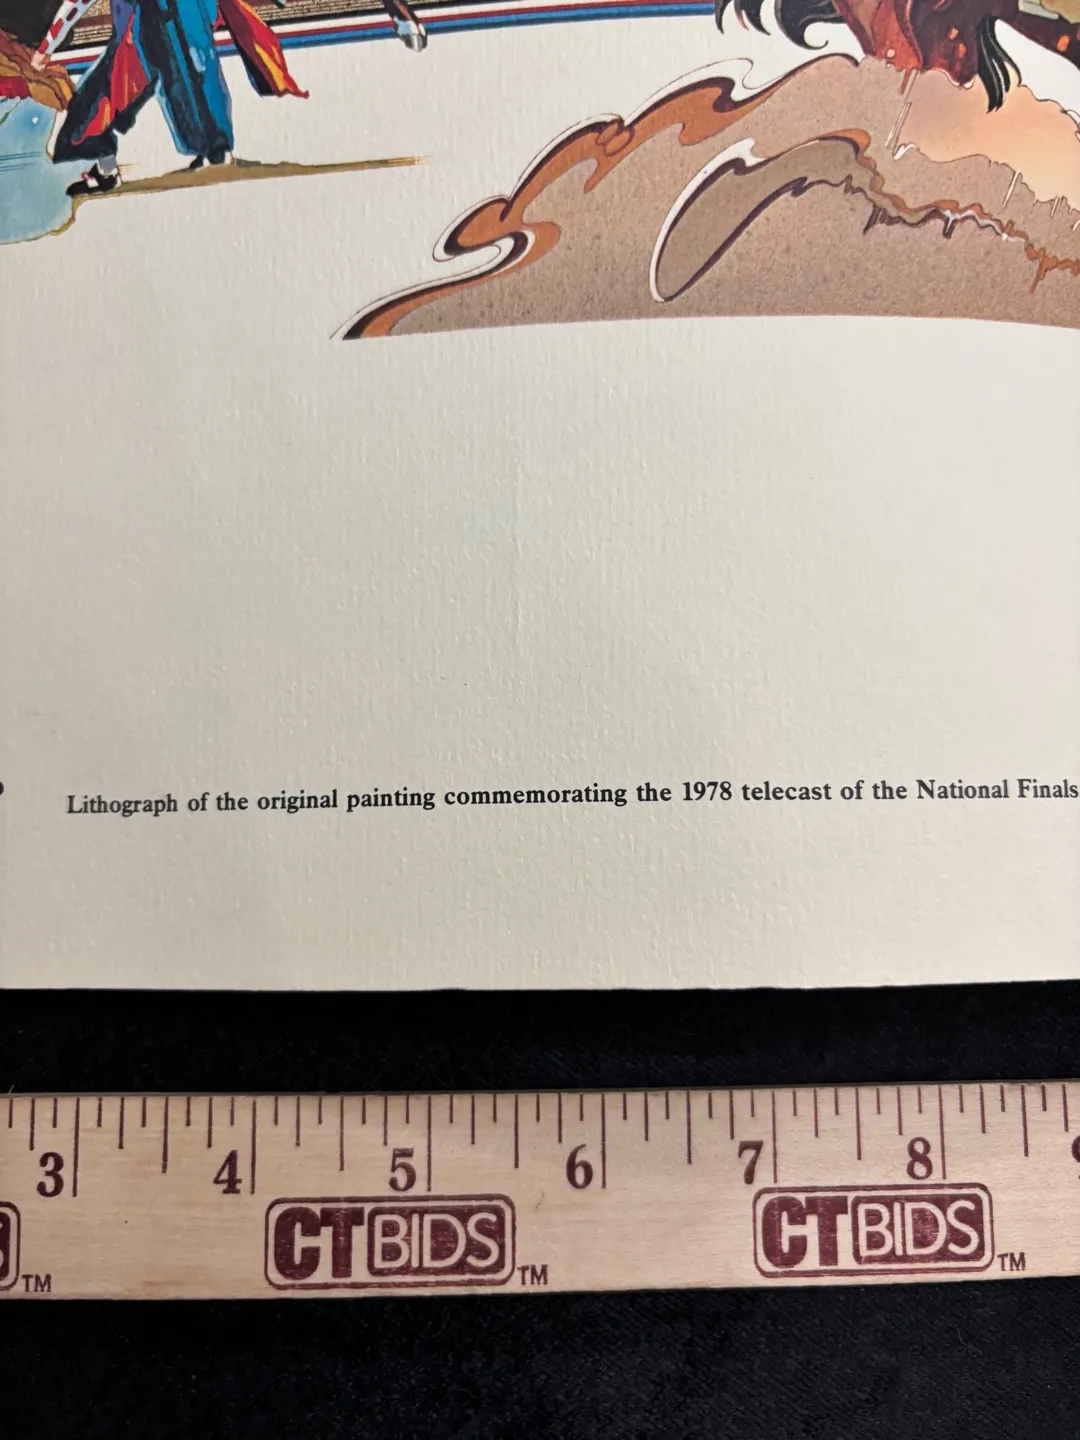 Lithograph of the original painting commemorating the 1978 telecast of the National Finals
3 4 5 6 7 8
CTBIDS TM CTBIDS TM
TM